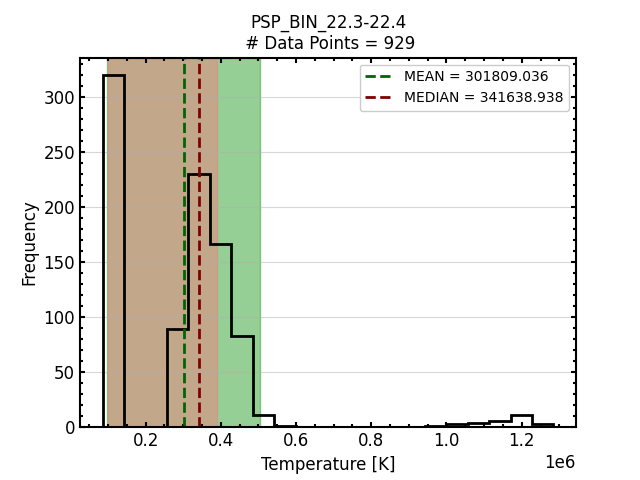 PSP_BIN_22.3-22.4
# Data Points = 929
MEAN = 301809.036
MEDIAN = 341638.938
Frequency
300
250
200
150
100
50
0
0.2 0.4 0.6 0.8 1.0 1.2
1e6
Temperature [K]